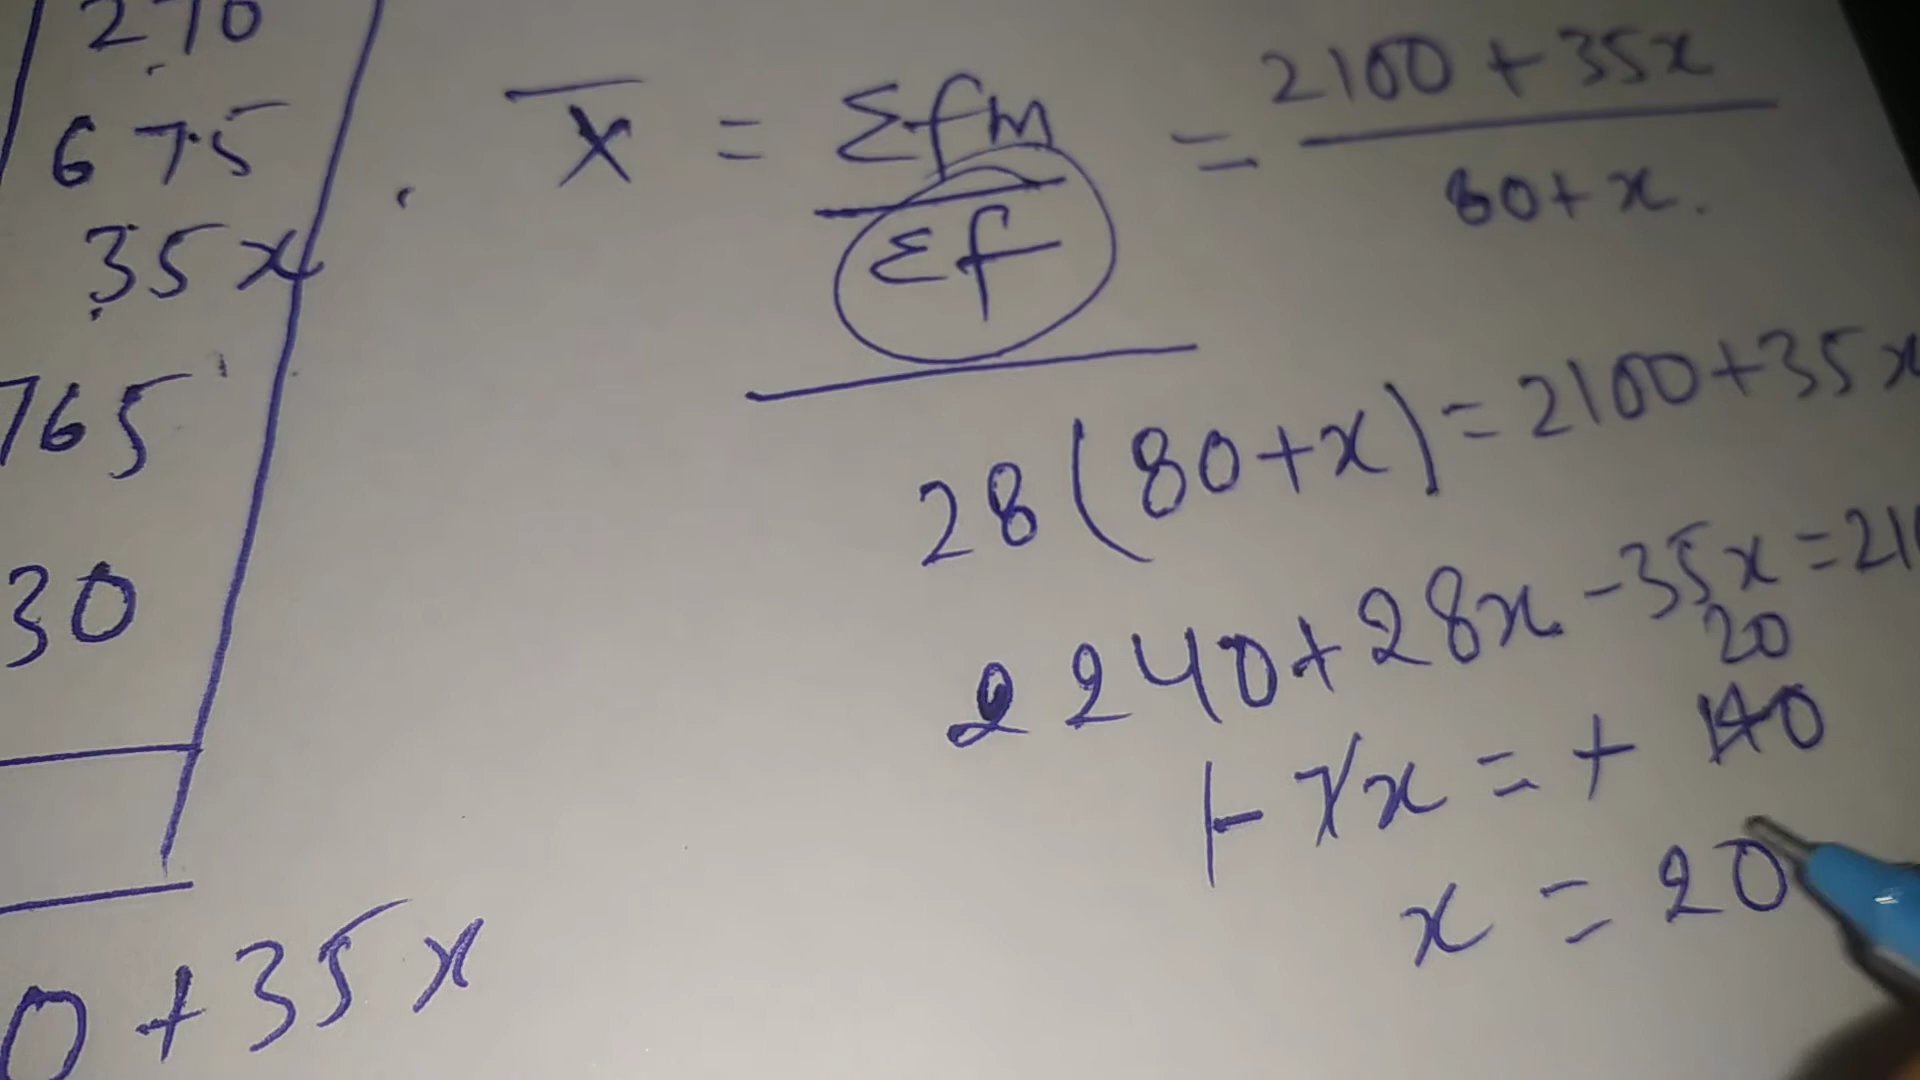 270
675
35x
765
30
0+35x
x̄ = Σfm/Σf = 2100+35x/80+x.
28(80+x)=2100+35x
2240+28x-35x=210
20
-7x=+140
x = 20